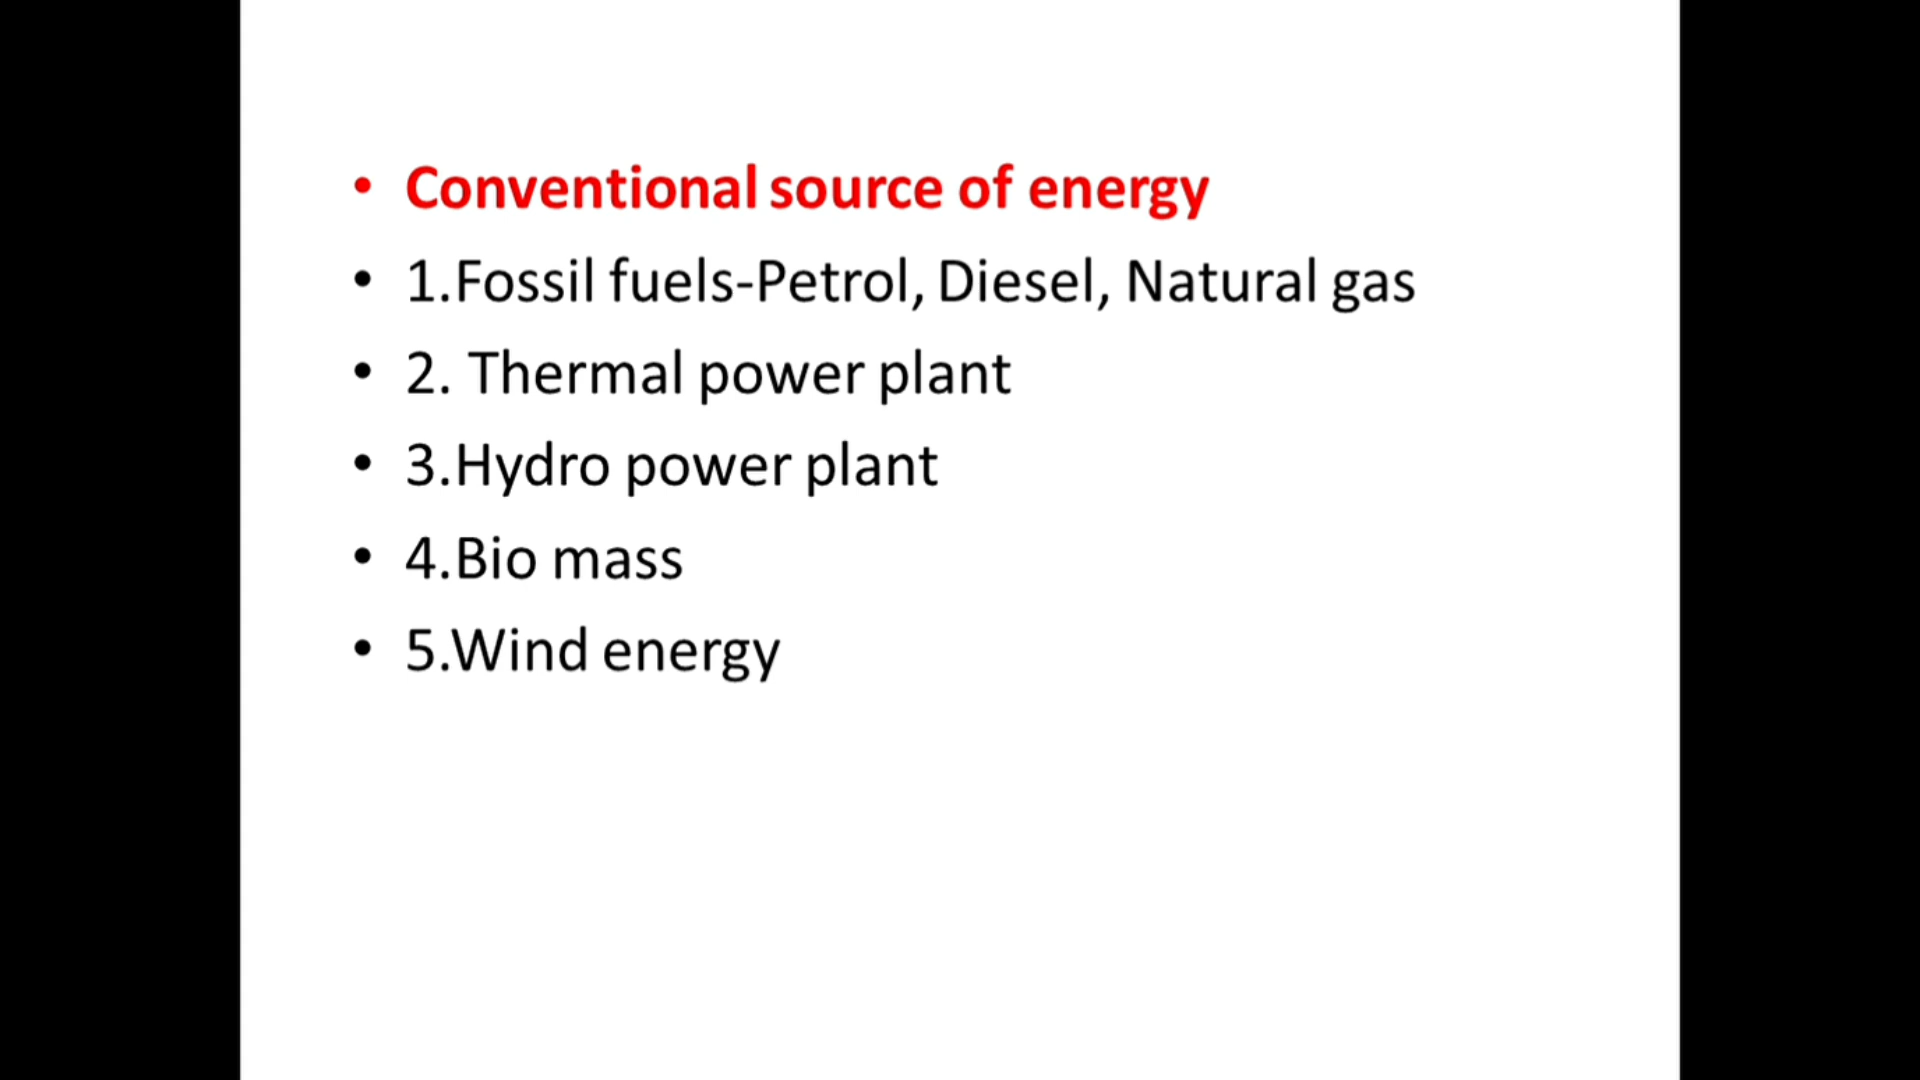 • Conventional source of energy
• 1.Fossil fuels-Petrol, Diesel, Natural gas
• 2. Thermal power plant
• 3.Hydro power plant
• 4.Bio mass
• 5.Wind energy